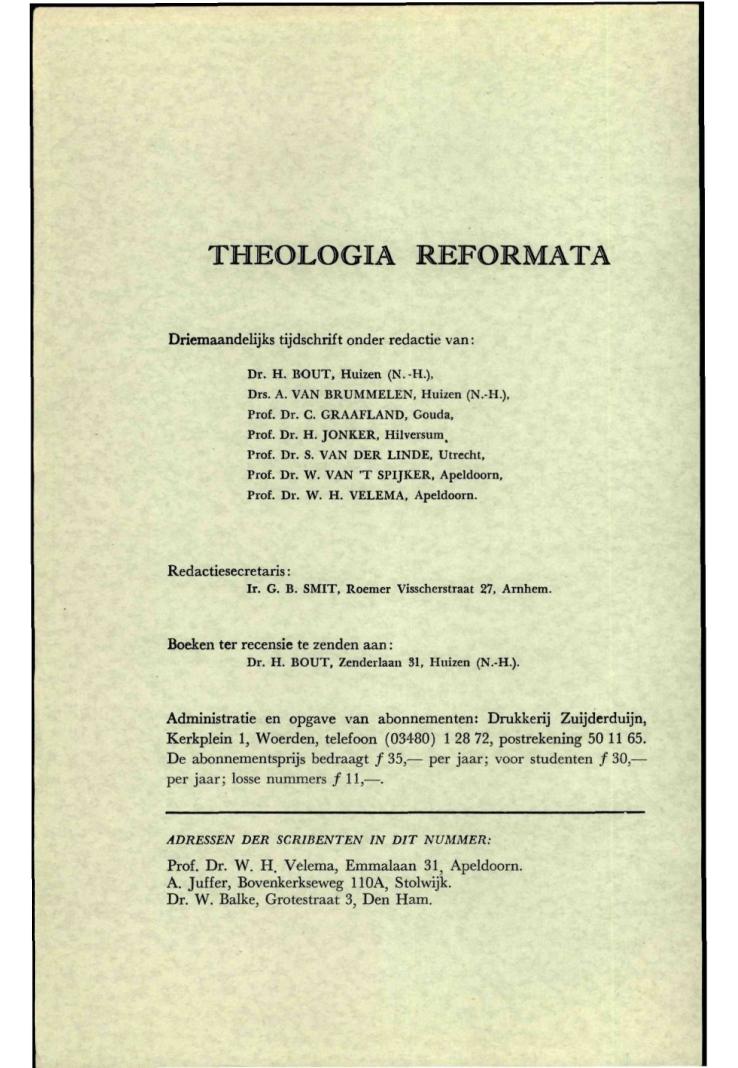 THEOLOGIA REFORMATA
Driemaandelijks tijdschrift onder redactie van:
Dr. H. BOUT, Huizen (N.-H.),
Drs. A. VAN BRUMMELEN, Huizen (N.-H.),
Prof. Dr. C. GRAAFLAND, Gouda,
Prof. Dr. H. JONKER, Hilversum,
Prof. Dr. S. VAN DER LINDE, Utrecht,
Prof. Dr. W. VAN 'T SPIJKER, Apeldoorn,
Prof. Dr. W. H. VELEMA, Apeldoorn.
Redactiesecretaris:
Ir. G. B. SMIT, Roemer Visscherstraat 27, Arnhem.
Boeken ter recensie te zenden aan:
Dr. H. BOUT, Zenderlaan 31, Huizen (N.-H.).
Administratie en opgave van abonnementen: Drukkerij Zuijderduijn,
Kerkplein 1, Woerden, telefoon (03480) 1 28 72, postrekening 50 11 65.
De abonnementsprijs bedraagt f 35,— per jaar; voor studenten f 30,—
per jaar; losse nummers f 11,—.
ADRESSEN DER SCRIBENTEN IN DIT NUMMER:
Prof. Dr. W. H. Velema, Emmalaan 31, Apeldoorn.
A. Juffer, Bovenkerkseweg 110A, Stolwijk.
Dr. W. Balke, Grotestraat 3, Den Ham.